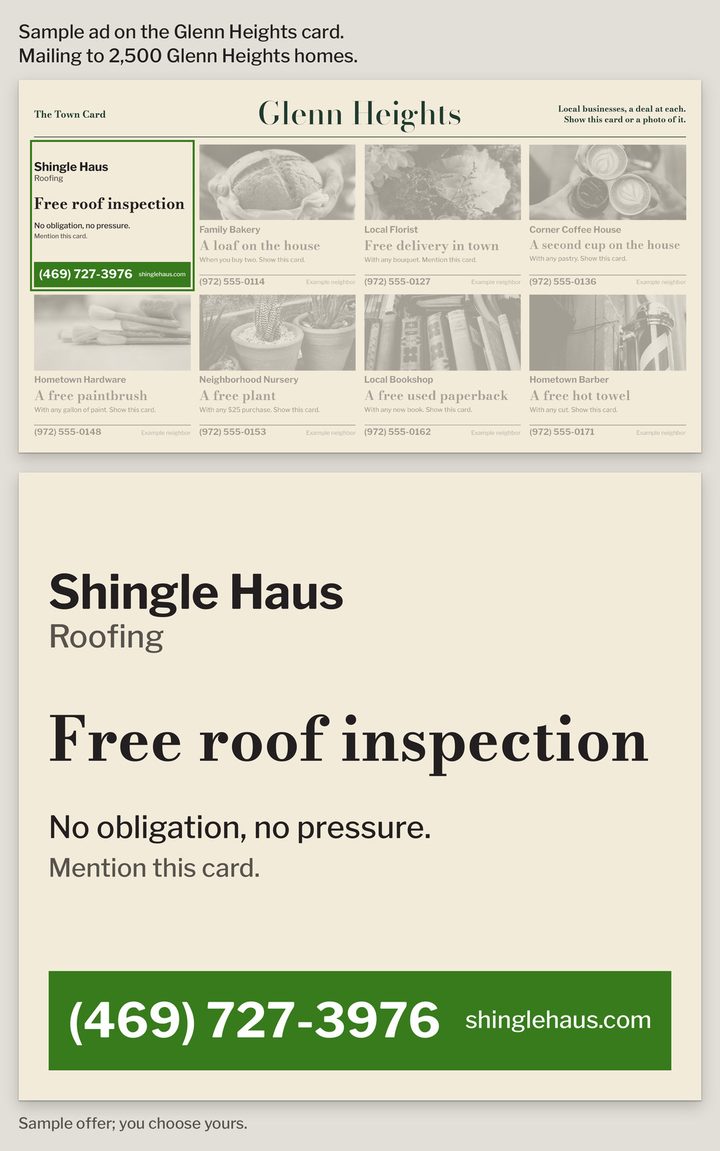 Sample ad on the Glenn Heights card.
Mailing to 2,500 Glenn Heights homes.
The Town Card
Glenn Heights
Local businesses, a deal at each.
Show this card or a photo of it.
Shingle Haus
Roofing
Free roof inspection
No obligation, no pressure.
Mention this card.
(469) 727-3976 shinglehaus.com
Family Bakery
A loaf on the house
When you buy two. Show this card.
(972) 555-0114 Example neighbor
Local Florist
Free delivery in town
With any bouquet. Mention this card.
(972) 555-0127 Example neighbor
Corner Coffee House
A second cup on the house
With any pastry. Show this card.
(972) 555-0136 Example neighbor
Hometown Hardware
A free paintbrush
With any gallon of paint. Show this card.
(972) 555-0148 Example neighbor
Neighborhood Nursery
A free plant
With any $25 purchase. Show this card.
(972) 555-0153 Example neighbor
Local Bookshop
A free used paperback
With any new book. Show this card.
(972) 555-0162 Example neighbor
Hometown Barber
A free hot towel
With any cut. Show this card.
(972) 555-0171 Example neighbor
Shingle Haus
Roofing
Free roof inspection
No obligation, no pressure.
Mention this card.
(469) 727-3976 shinglehaus.com
Sample offer; you choose yours.